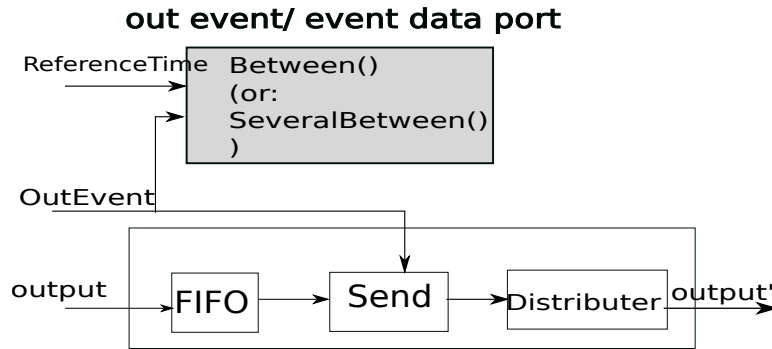 out event/ event data port
ReferenceTime
Between()
(or:
SeveralBetween()
)
OutEvent
output
FIFO
Send
Distributer
output'